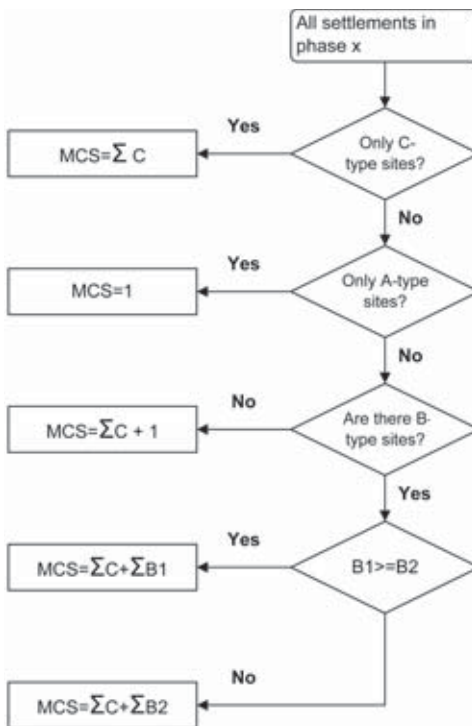 All settlements in
phase x
Yes
Only C-
type sites?
MCS=Σ C
No
Yes
Only A-type
sites?
MCS=1
No
No
Are there B-
type sites?
MCS=ΣC + 1
Yes
Yes
B1>=B2
MCS=ΣC+ΣB1
No
MCS=ΣC+ΣB2